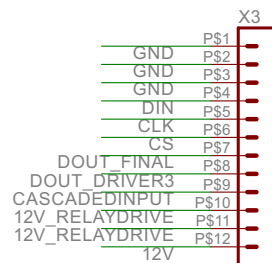 X3
P$1
GND
P$2
GND
P$3
GND
P$4
DIN
P$5
CLK
P$6
CS
P$7
DOUT_FINAL
P$8
DOUT_DRIVER3
P$9
CASCADEDINPUT
P$10
12V_RELAYDRIVE
P$11
12V_RELAYDRIVE
P$12
12V